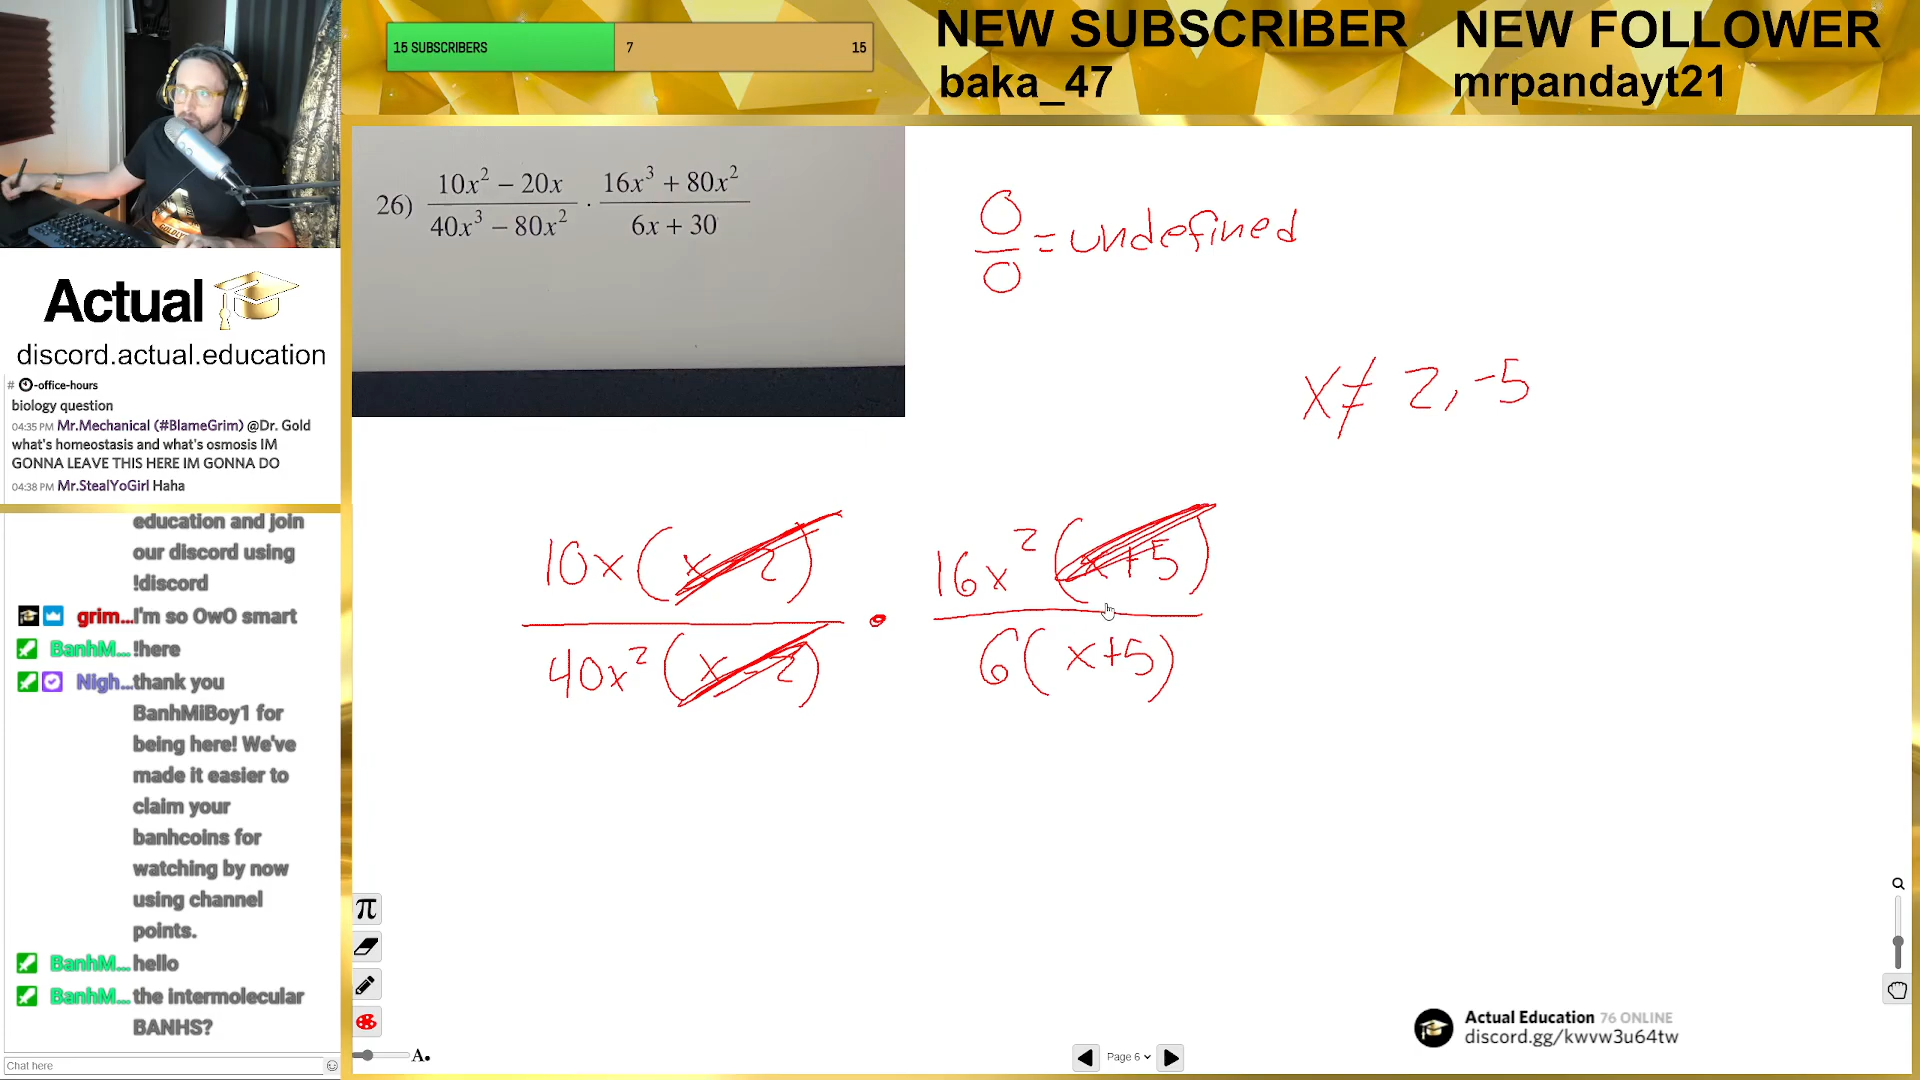 15 SUBSCRIBERS 7 15
NEW SUBSCRIBER
baka_47
NEW FOLLOWER
mrpandayt21
26) 10x² − 20x / 40x³ − 80x² · 16x³ + 80x² / 6x + 30
0/0 = undefined
x ≠ 2, -5
10x (x - 2) / 40x² (x - 2) • 16x² (x+5) / 6(x+5)
Actual
discord.actual.education
# -office-hours
biology question
04:35 PM Mr.Mechanical (#BlameGrim) @Dr. Gold
what's homeostasis and what's osmosis IM
GONNA LEAVE THIS HERE IM GONNA DO
04:38 PM Mr.StealYoGirl Haha
education and join
our discord using
!discord
grim... I'm so OwO smart
BanhM... !here
Nigh... thank you
BanhMiBoy1 for
being here! We've
made it easier to
claim your
banhcoins for
watching by now
using channel
points.
BanhM... hello
BanhM... the intermolecular
BANHS?
Chat here
π
A
Page 6
Actual Education 76 ONLINE
discord.gg/kwvw3u64tw